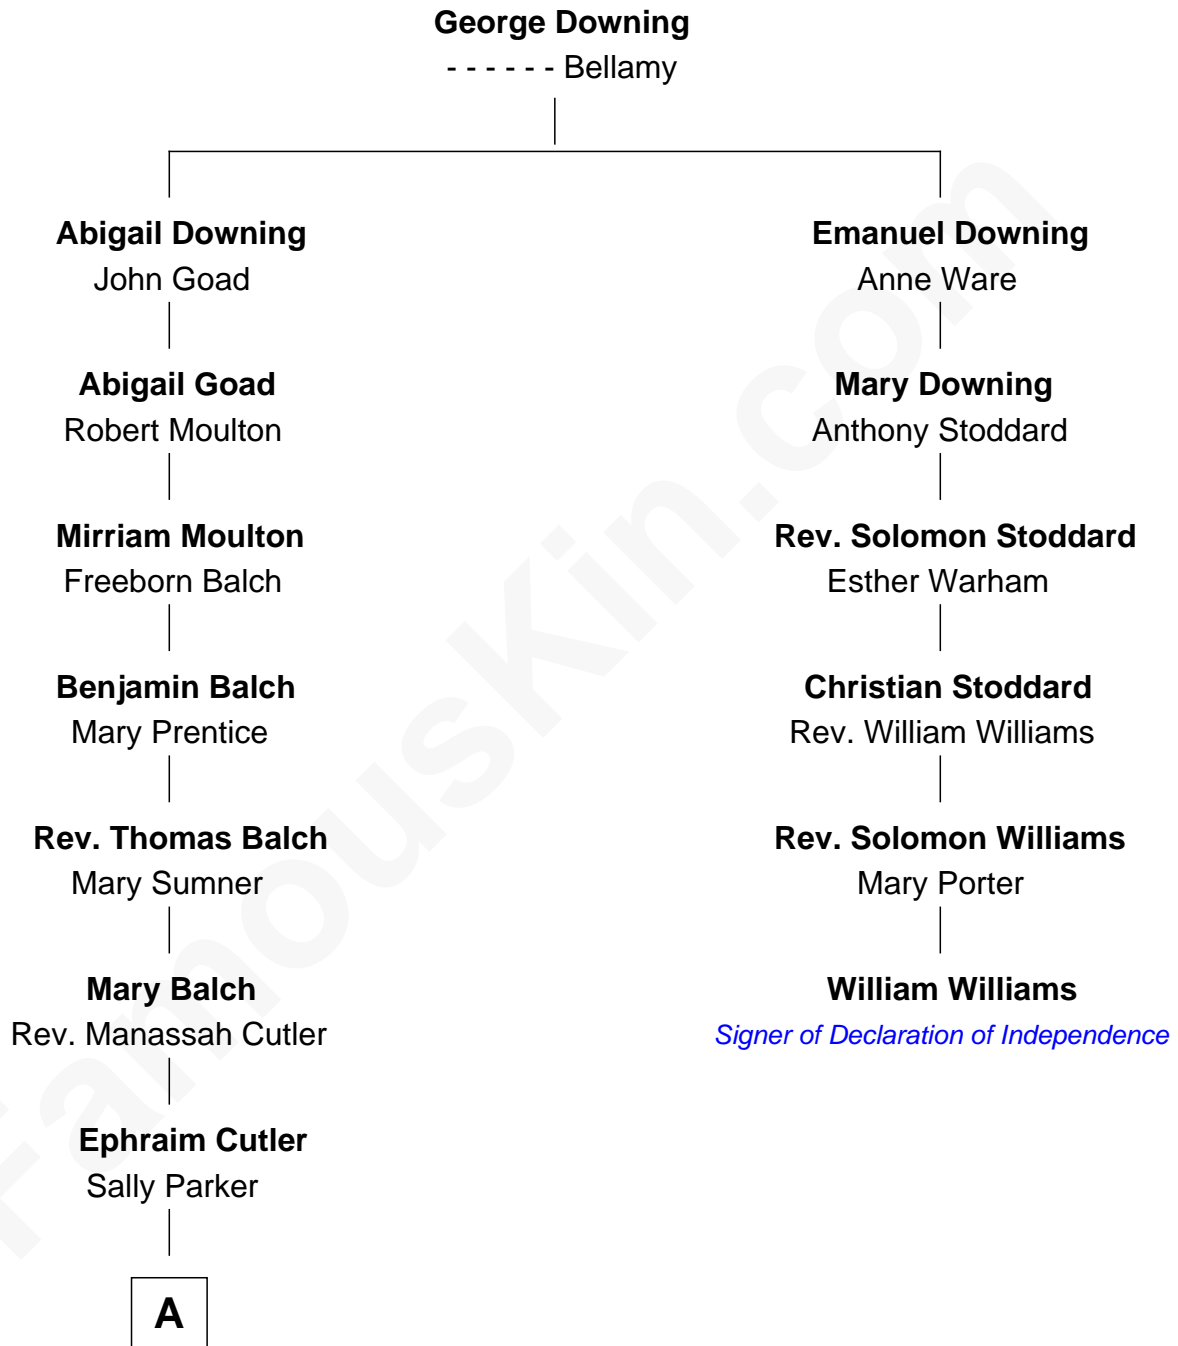 George Downing
- - - - - - Bellamy
Abigail Downing
John Goad
Emanuel Downing
Anne Ware
Abigail Goad
Robert Moulton
Mary Downing
Anthony Stoddard
Mirriam Moulton
Freeborn Balch
Rev. Solomon Stoddard
Esther Warham
Benjamin Balch
Mary Prentice
Christian Stoddard
Rev. William Williams
Rev. Thomas Balch
Mary Sumner
Rev. Solomon Williams
Mary Porter
Mary Balch
Rev. Manassah Cutler
William Williams
Signer of Declaration of Independence
Ephraim Cutler
Sally Parker
A
FamousKin.com